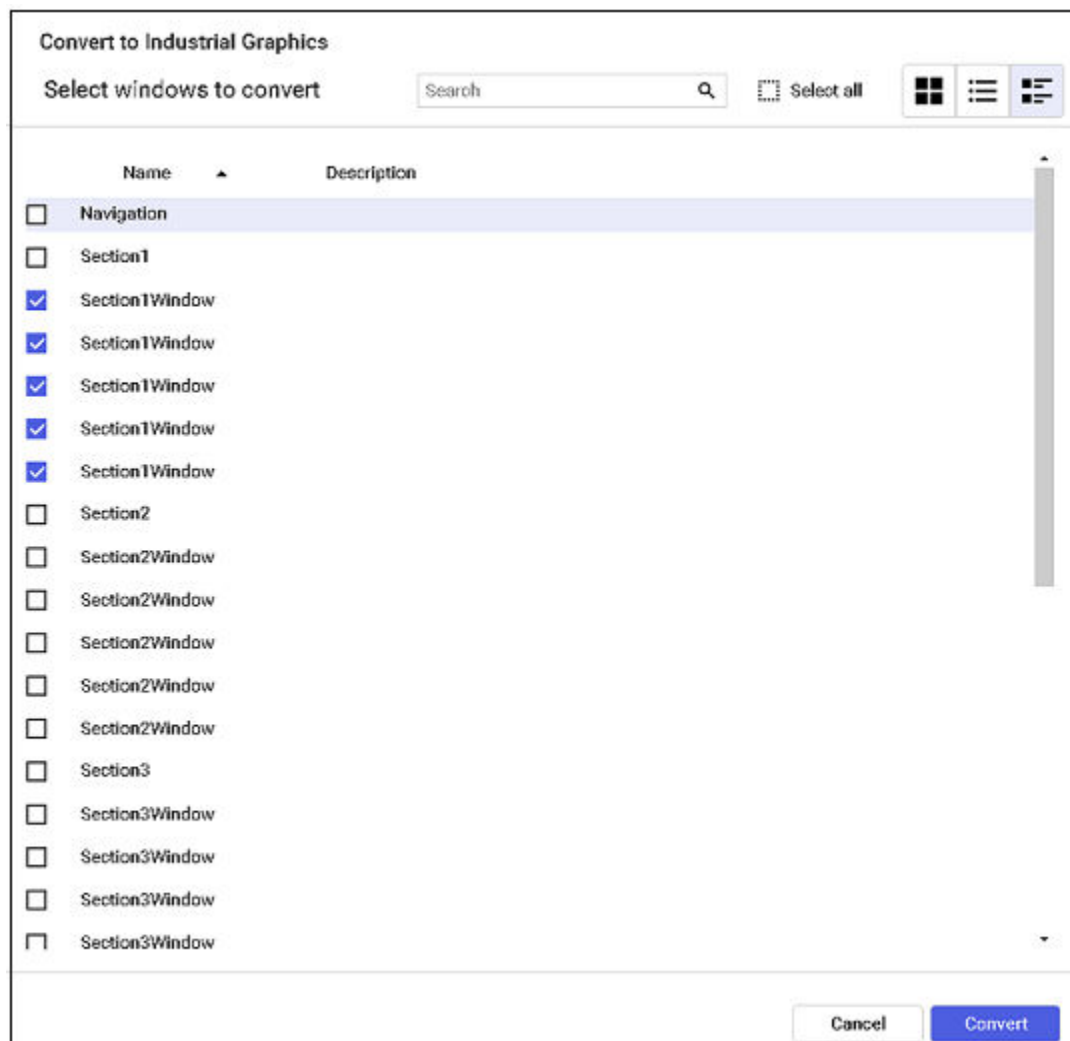 Convert to Industrial Graphics
Select windows to convert Search Select all
Name Description
Navigation
Section1
Section1Window
Section1Window
Section1Window
Section1Window
Section1Window
Section2
Section2Window
Section2Window
Section2Window
Section2Window
Section2Window
Section3
Section3Window
Section3Window
Section3Window
Section3Window
Cancel Convert